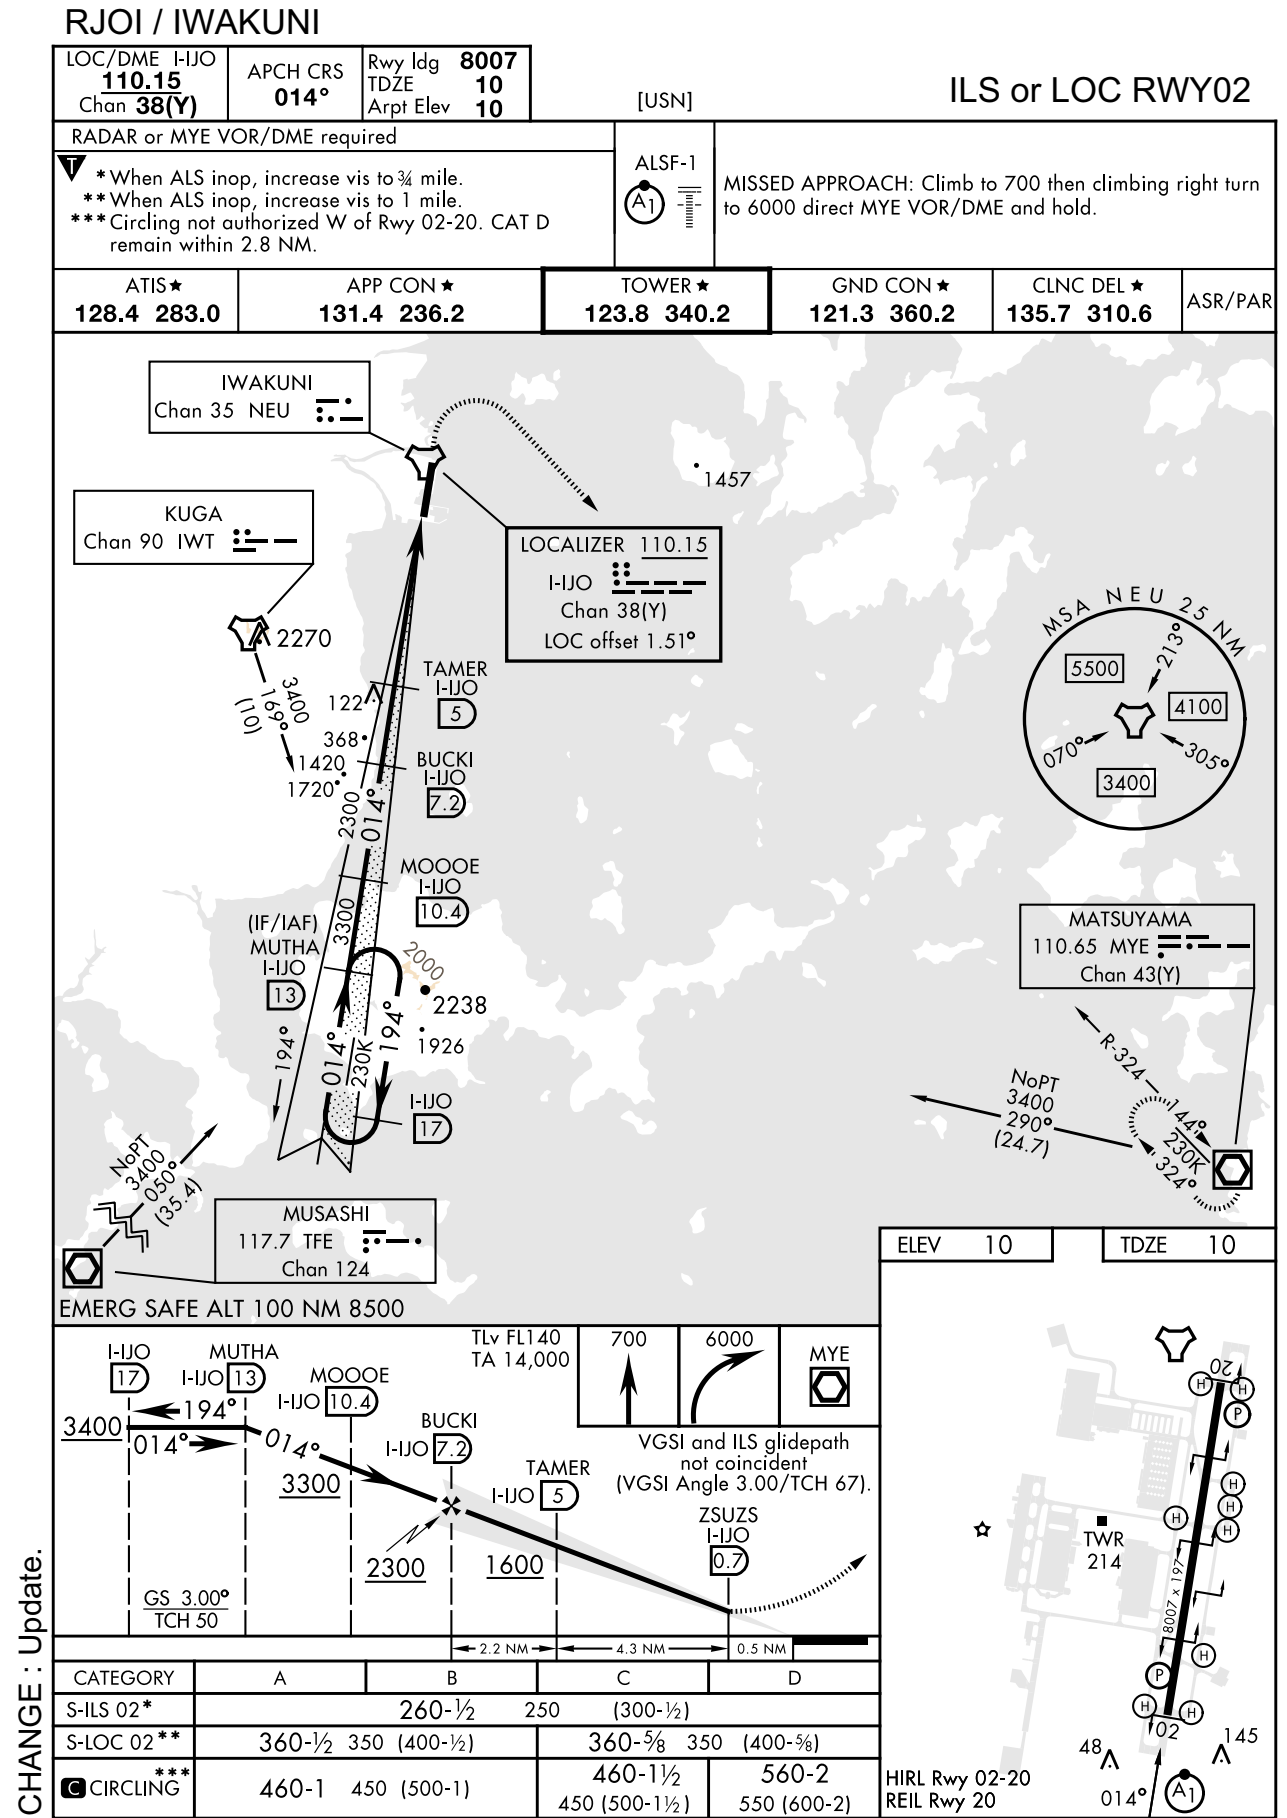 RJOI / IWAKUNI
LOC/DME I-IJO
110.15
Chan 38(Y)
APCH CRS
014°
Rwy ldg 8007
TDZE 10
Arpt Elev 10
[USN]
ILS or LOC RWY02
RADAR or MYE VOR/DME required
T
* When ALS inop, increase vis to ¾ mile.
** When ALS inop, increase vis to 1 mile.
*** Circling not authorized W of Rwy 02-20. CAT D
remain within 2.8 NM.
ALSF-1
A1
MISSED APPROACH: Climb to 700 then climbing right turn
to 6000 direct MYE VOR/DME and hold.
ATIS★
128.4 283.0
APP CON★
131.4 236.2
TOWER★
123.8 340.2
GND CON★
121.3 360.2
CLNC DEL★
135.7 310.6
ASR/PAR
IWAKUNI
Chan 35 NEU
1457
KUGA
Chan 90 IWT
LOCALIZER 110.15
I-IJO
Chan 38(Y)
LOC offset 1.51°
2270
3400
169°
(10)
TAMER
I-IJO
5
122
368
11420
1720
BUCKI
I-IJO
7.2
2300
014°
MOOOE
I-IJO
10.4
3300
(IF/IAF)
MUTHA
I-IJO
13
2000
2238
1926
194°
014°
230K
194°
I-IJO
17
MSA NEU 25 NM
213°
5500
4100
070°
305°
3400
MATSUYAMA
110.65 MYE
Chan 43(Y)
R-324
NoPT
3400
290°
(24.7)
144°
230K
324°
NoPT
3400
050°
(35.4)
MUSASHI
117.7 TFE
Chan 124
EMERG SAFE ALT 100 NM 8500
ELEV 10
TDZE 10
I-IJO
17
MUTHA
I-IJO 13
MOOOE
I-IJO 10.4
BUCKI
I-IJO 7.2
TAMER
I-IJO 5
ZSUZS
I-IJO
0.7
TLv FL140
TA 14,000
700
6000
MYE
VGSI and ILS glidepath
not coincident
(VGSI Angle 3.00/TCH 67).
3400
194°
014°
014°
3300
2300
1600
GS 3.00°
TCH 50
2.2 NM
4.3 NM
0.5 NM
CATEGORY A B C D
S-ILS 02* 260-½ 250 (300-½)
S-LOC 02** 360-½ 350 (400-½) 360-⅝ 350 (400-⅝)
C CIRCLING*** 460-1 450 (500-1)
460-1½
450 (500-1½)
560-2
550 (600-2)
20
H
H
P
H
H
H
H
TWR
214
8007 x 197
H
P
H
H
02
48
145
014°
A1
HIRL Rwy 02-20
REIL Rwy 20
CHANGE : Update.